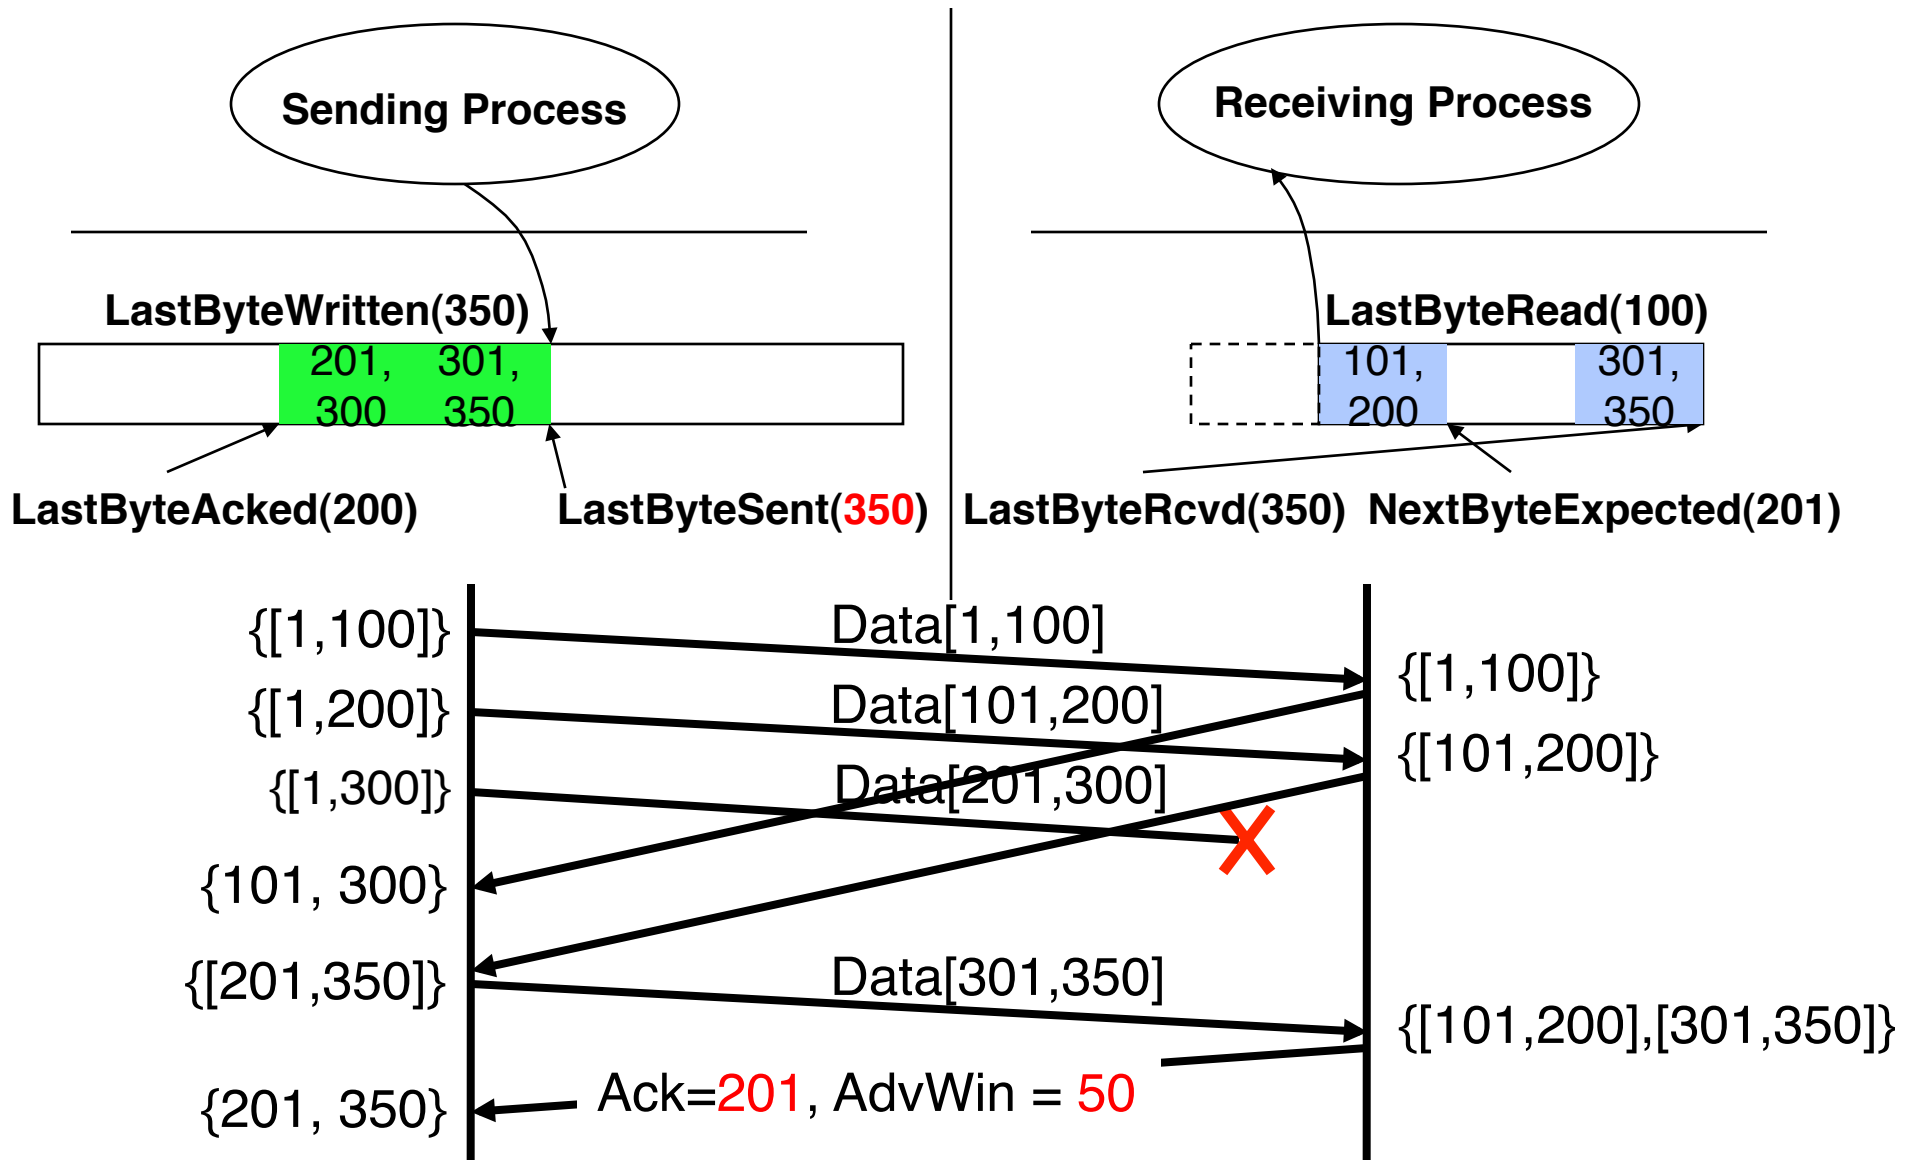 Sending Process
Receiving Process
LastByteWritten(350)
LastByteRead(100)
201, 301,
300 350
101, 301,
200 350
LastByteAcked(200)
LastByteSent(350)
LastByteRcvd(350)
NextByteExpected(201)
{[1,100]}
Data[1,100]
{[1,100]}
{[1,200]}
Data[101,200]
{[101,200]}
{[1,300]}
Data[201,300]
{101, 300}
{[201,350]}
Data[301,350]
{[101,200],[301,350]}
{201, 350}
Ack=201, AdvWin = 50